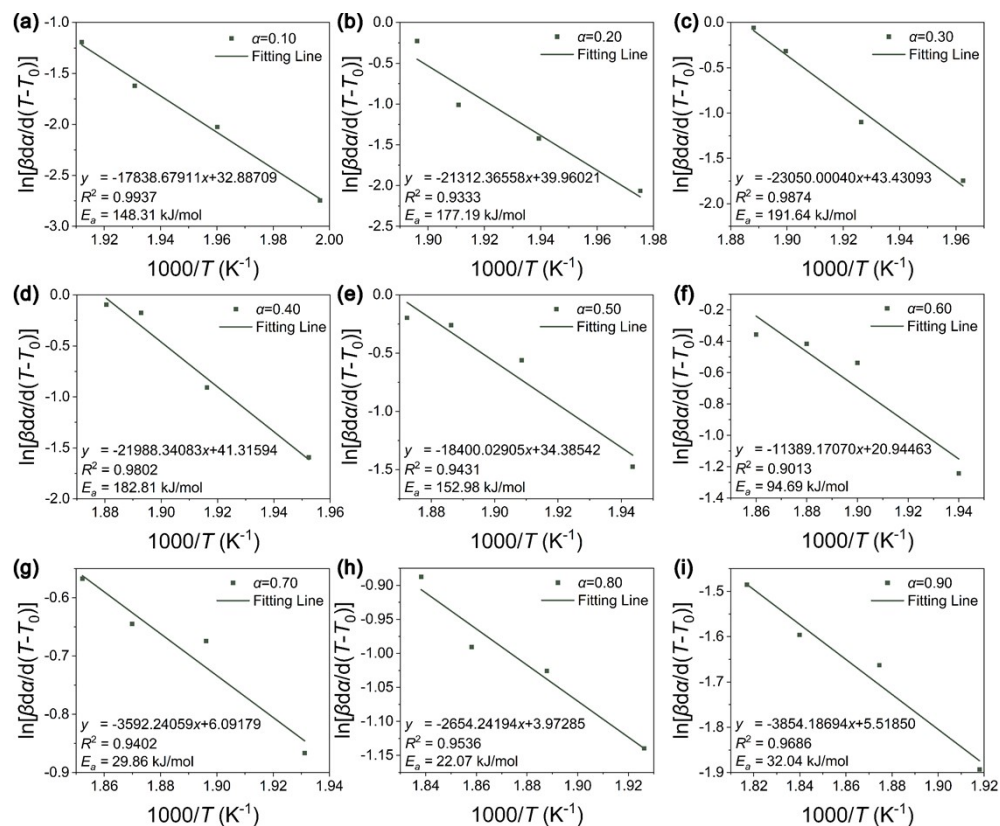 (a)
-1.0
-1.5
-2.0
-2.5
-3.0
ln[βdα/d(T-T0)]
α=0.10
Fitting Line
y = -17838.67911x+32.88709
R² = 0.9937
Ea = 148.31 kJ/mol
1.92 1.94 1.96 1.98 2.00
1000/T (K⁻¹)
(b)
0.0
-0.5
-1.0
-1.5
-2.0
-2.5
ln[βdα/d(T-T0)]
α=0.20
Fitting Line
y = -21312.36558x+39.96021
R² = 0.9333
Ea = 177.19 kJ/mol
1.90 1.92 1.94 1.96 1.98
1000/T (K⁻¹)
(c)
0.0
-0.5
-1.0
-1.5
-2.0
ln[βdα/d(T-T0)]
α=0.30
Fitting Line
y = -23050.00040x+43.43093
R² = 0.9874
Ea = 191.64 kJ/mol
1.88 1.90 1.92 1.94 1.96
1000/T (K⁻¹)
(d)
0.0
-0.5
-1.0
-1.5
-2.0
ln[βdα/d(T-T0)]
α=0.40
Fitting Line
y = -21988.34083x+41.31594
R² = 0.9802
Ea = 182.81 kJ/mol
1.88 1.90 1.92 1.94 1.96
1000/T (K⁻¹)
(e)
0.0
-0.5
-1.0
-1.5
ln[βdα/d(T-T0)]
α=0.50
Fitting Line
y = -18400.02905x+34.38542
R² = 0.9431
Ea = 152.98 kJ/mol
1.88 1.90 1.92 1.94
1000/T (K⁻¹)
(f)
-0.2
-0.4
-0.6
-0.8
-1.0
-1.2
-1.4
ln[βdα/d(T-T0)]
α=0.60
Fitting Line
y = -11389.17070x+20.94463
R² = 0.9013
Ea = 94.69 kJ/mol
1.86 1.88 1.90 1.92 1.94
1000/T (K⁻¹)
(g)
-0.6
-0.7
-0.8
-0.9
ln[βdα/d(T-T0)]
α=0.70
Fitting Line
y = -3592.24059x+6.09179
R² = 0.9402
Ea = 29.86 kJ/mol
1.86 1.88 1.90 1.92 1.94
1000/T (K⁻¹)
(h)
-0.90
-0.95
-1.00
-1.05
-1.10
-1.15
ln[βdα/d(T-T0)]
α=0.80
Fitting Line
y = -2654.24194x+3.97285
R² = 0.9536
Ea = 22.07 kJ/mol
1.84 1.86 1.88 1.90 1.92
1000/T (K⁻¹)
(i)
-1.5
-1.6
-1.7
-1.8
-1.9
ln[βdα/d(T-T0)]
α=0.90
Fitting Line
y = -3854.18694x+5.51850
R² = 0.9686
Ea = 32.04 kJ/mol
1.82 1.84 1.86 1.88 1.90 1.92
1000/T (K⁻¹)